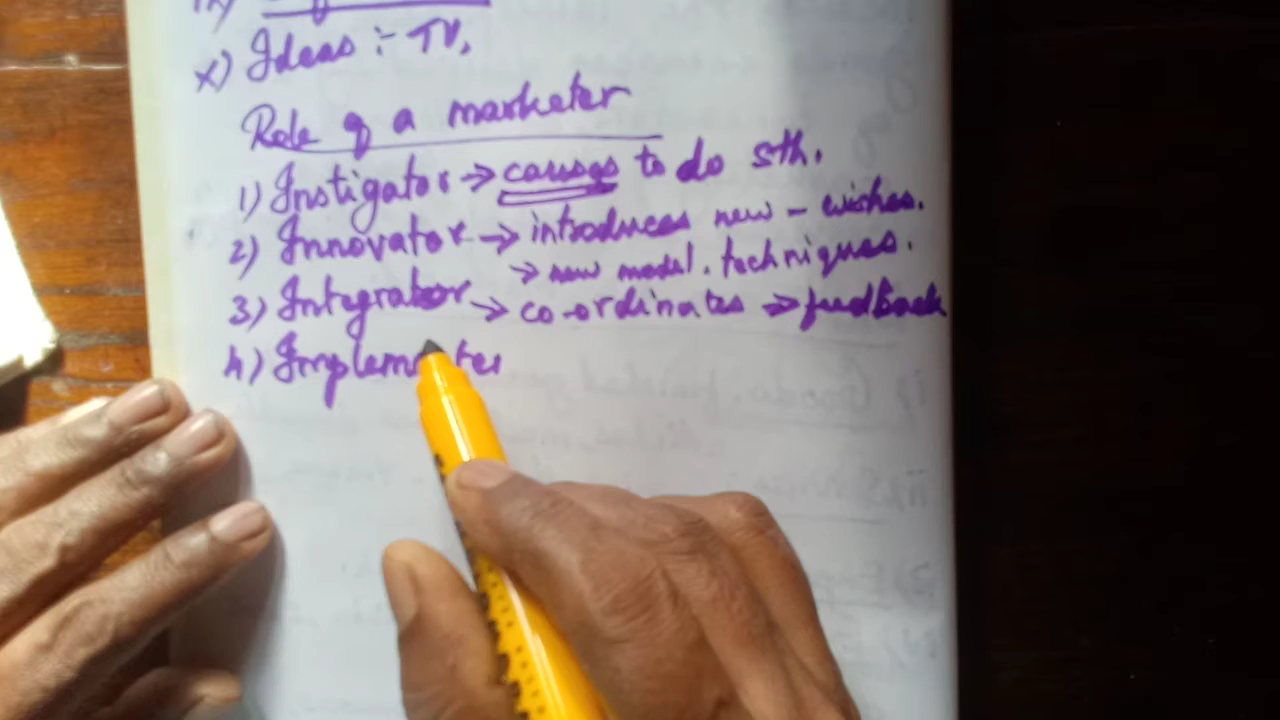 x) Ideas :- TV,
Role of a marketer
1) Instigator → causes to do sth.
2) Innovator → introduces new - wishes.
→ new model. techniques.
3) Integrator → co-ordinates → feedback
4)